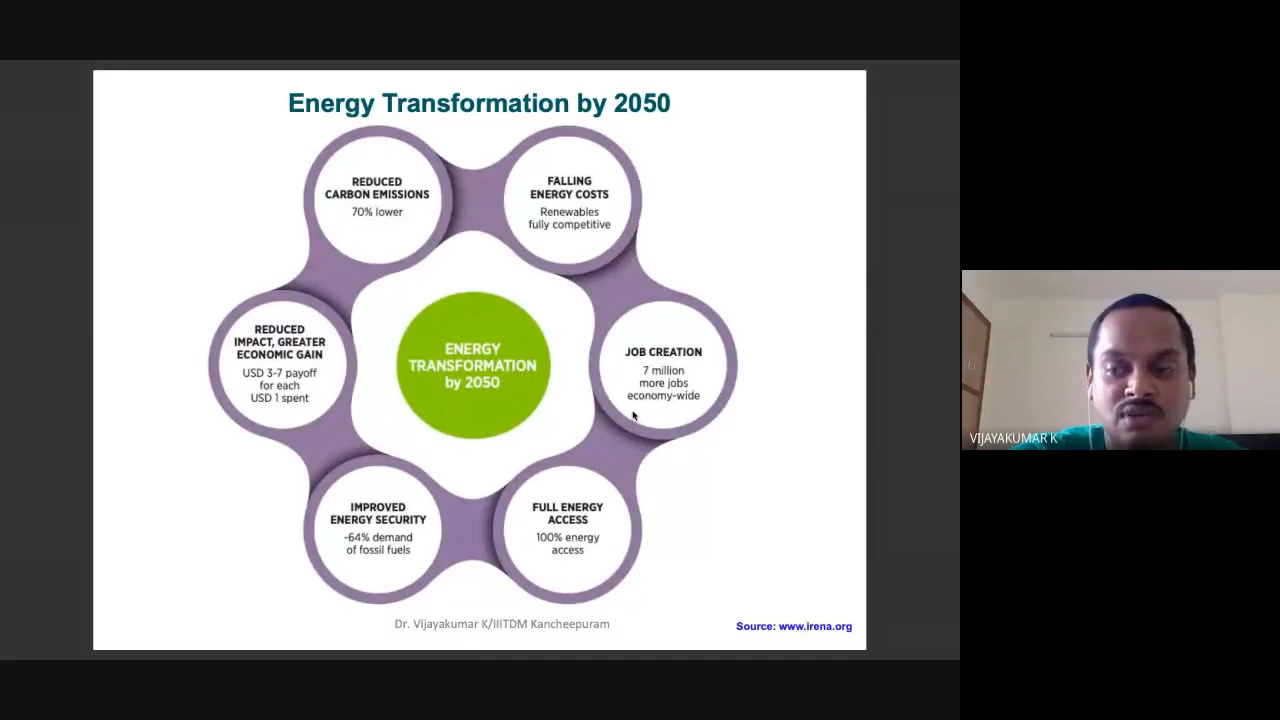 Energy Transformation by 2050
REDUCED
CARBON EMISSIONS
70% lower
FALLING
ENERGY COSTS
Renewables
fully competitive
REDUCED
IMPACT, GREATER
ECONOMIC GAIN
USD 3-7 payoff
for each
USD 1 spent
ENERGY
TRANSFORMATION
by 2050
JOB CREATION
7 million
more jobs
economy-wide
IMPROVED
ENERGY SECURITY
-64% demand
of fossil fuels
FULL ENERGY
ACCESS
100% energy
access
Dr. Vijayakumar K/IIITDM Kancheepuram
Source: www.irena.org
VIJAYAKUMAR K